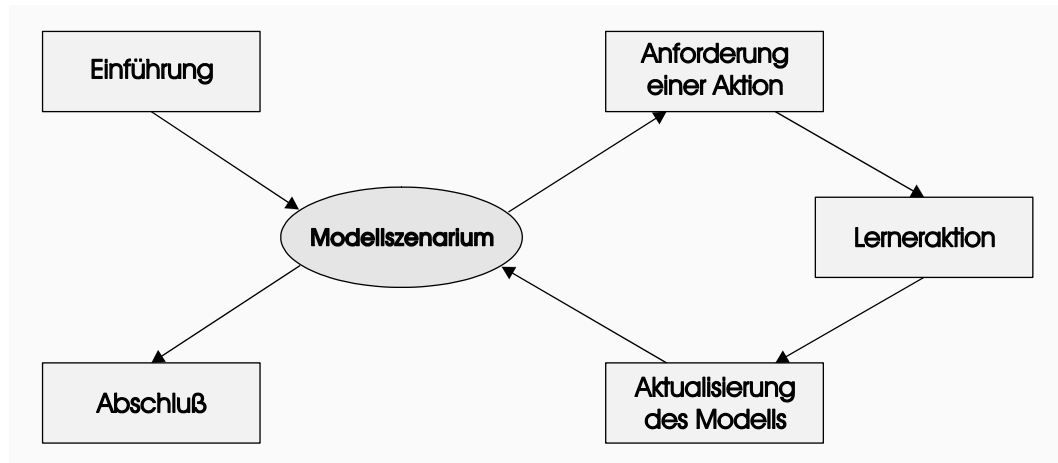 Einführung
Anforderung
einer Aktion
Modellszenarium
Lerneraktion
Abschluß
Aktualisierung
des Modells